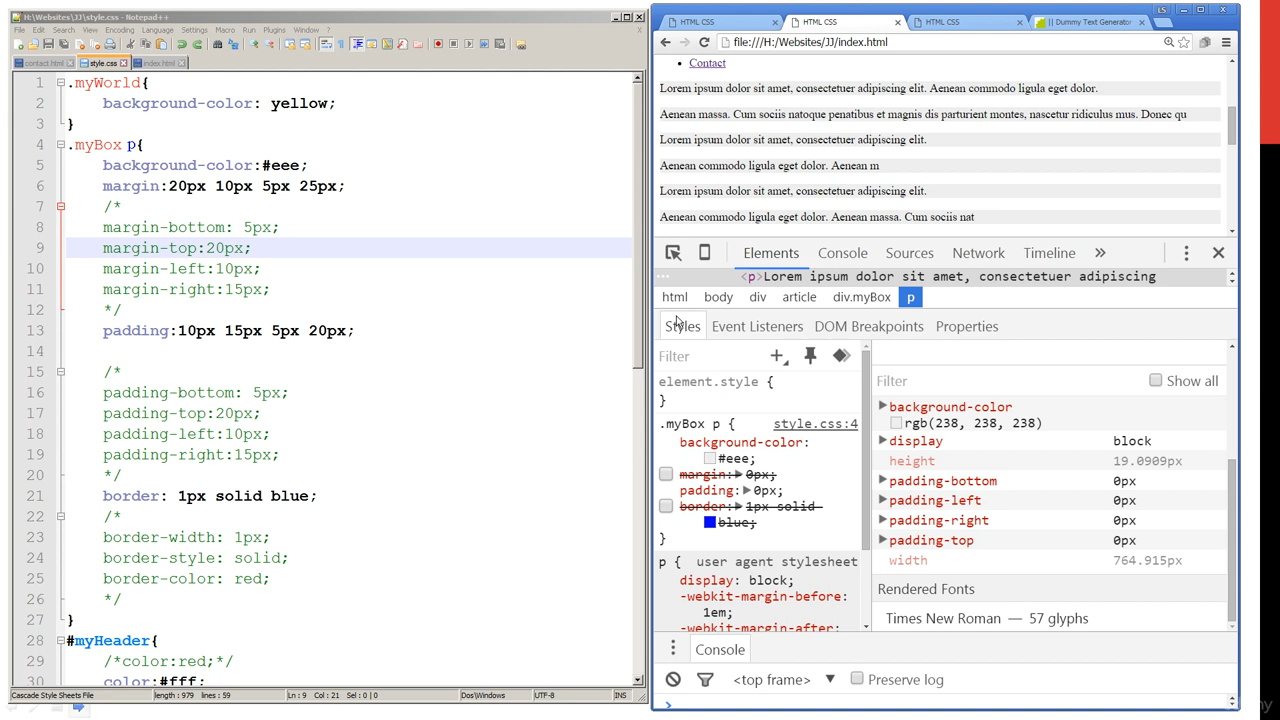 H:\Websites\JJ\style.css - Notepad++
File Edit Search View Encoding Language Settings Macro Run Plugins Window ?
contact.html style.css index.html
1 .myWorld{
2 background-color: yellow;
3 }
4 .myBox p{
5 background-color:#eee;
6 margin:20px 10px 5px 25px;
7 /*
8 margin-bottom: 5px;
9 margin-top:20px;
10 margin-left:10px;
11 margin-right:15px;
12 */
13 padding:10px 15px 5px 20px;
14
15 /*
16 padding-bottom: 5px;
17 padding-top:20px;
18 padding-left:10px;
19 padding-right:15px;
20 */
21 border: 1px solid blue;
22 /*
23 border-width: 1px;
24 border-style: solid;
25 border-color: red;
26 */
27 }
28 #myHeader{
29 /*color:red;*/
30 color:#fff;
Cascade Style Sheets File length : 979 lines : 59 Ln : 9 Col : 21 Sel : 0 | 0 Dos\Windows UTF-8 INS
HTML CSS HTML CSS HTML CSS Dummy Text Generator
LS
file:///H:/Websites/JJ/index.html
Contact
Lorem ipsum dolor sit amet, consectetuer adipiscing elit. Aenean commodo ligula eget dolor.
Aenean massa. Cum sociis natoque penatibus et magnis dis parturient montes, nascetur ridiculus mus. Donec qu
Lorem ipsum dolor sit amet, consectetuer adipiscing elit.
Aenean commodo ligula eget dolor. Aenean m
Lorem ipsum dolor sit amet, consectetuer adipiscing elit.
Aenean commodo ligula eget dolor. Aenean massa. Cum sociis nat
Elements Console Sources Network Timeline »
… <p>Lorem ipsum dolor sit amet, consectetuer adipiscing
html body div article div.myBox p
Styles Event Listeners DOM Breakpoints Properties
Filter
element.style {
}
.myBox p { style.css:4
background-color:
#eee;
margin: 0px;
padding: 0px;
border: 1px solid
blue;
}
p { user agent stylesheet
display: block;
-webkit-margin-before:
1em;
-webkit-margin-after:
Filter Show all
background-color
rgb(238, 238, 238)
display block
height 19.0909px
padding-bottom 0px
padding-left 0px
padding-right 0px
padding-top 0px
width 764.915px
Rendered Fonts
Times New Roman — 57 glyphs
Console
<top frame> ▼ Preserve log
>